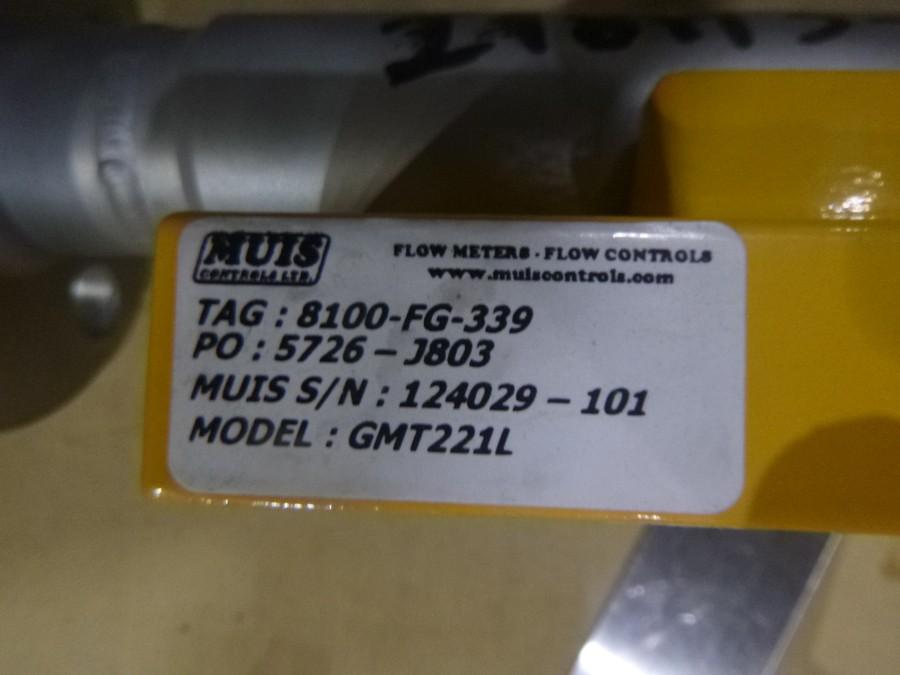 MUIS
CONTROLS LTD.
FLOW METERS - FLOW CONTROLS
www.muiscontrols.com
TAG : 8100-FG-339
PO : 5726 – J803
MUIS S/N : 124029 – 101
MODEL : GMT221L